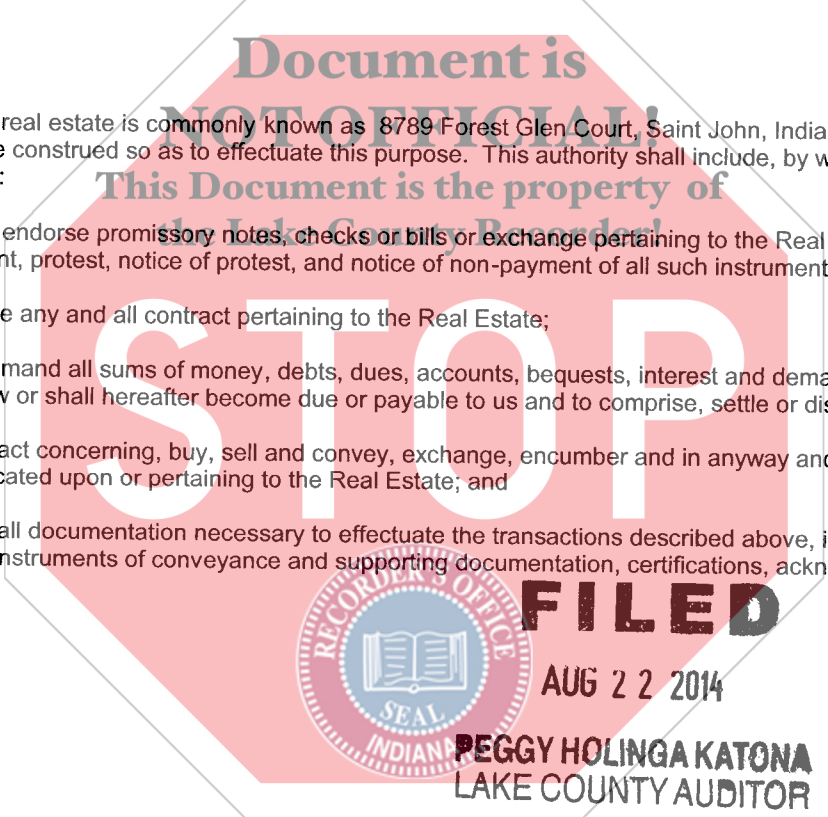 Document is
NOT OFFICIAL!
real estate is commonly known as 8789 Forest Glen Court, Saint John, India
construed so as to effectuate this purpose. This authority shall include, by w
:
This Document is the property of
the Lake County Recorder!
endorse promissory notes, checks or bills or exchange pertaining to the Real
nt, protest, notice of protest, and notice of non-payment of all such instrument
e any and all contract pertaining to the Real Estate;
STOP
mand all sums of money, debts, dues, accounts, bequests, interest and dema
w or shall hereafter become due or payable to us and to comprise, settle or dis
act concerning, buy, sell and convey, exchange, encumber and in anyway and
cated upon or pertaining to the Real Estate; and
all documentation necessary to effectuate the transactions described above, i
nstruments of conveyance and supporting documentation, certifications, ackn
RECORDER'S OFFICE
SEAL
INDIANA
FILED
AUG 22 2014
PEGGY HOLINGA KATONA
LAKE COUNTY AUDITOR